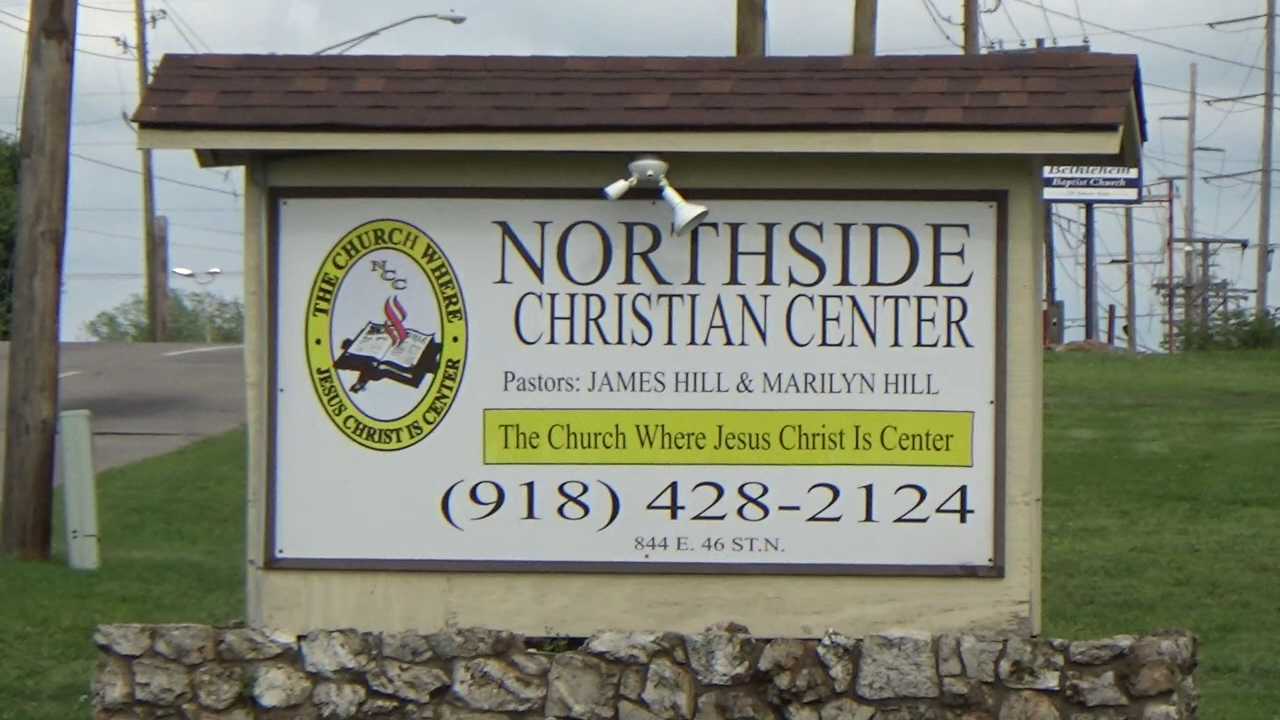 THE CHURCH WHERE
NCC
JESUS CHRIST IS CENTER
NORTHSIDE
CHRISTIAN CENTER
Pastors: JAMES HILL & MARILYN HILL
The Church Where Jesus Christ Is Center
(918) 428-2124
844 E. 46 ST.N.
Bethlehem
Baptist Church